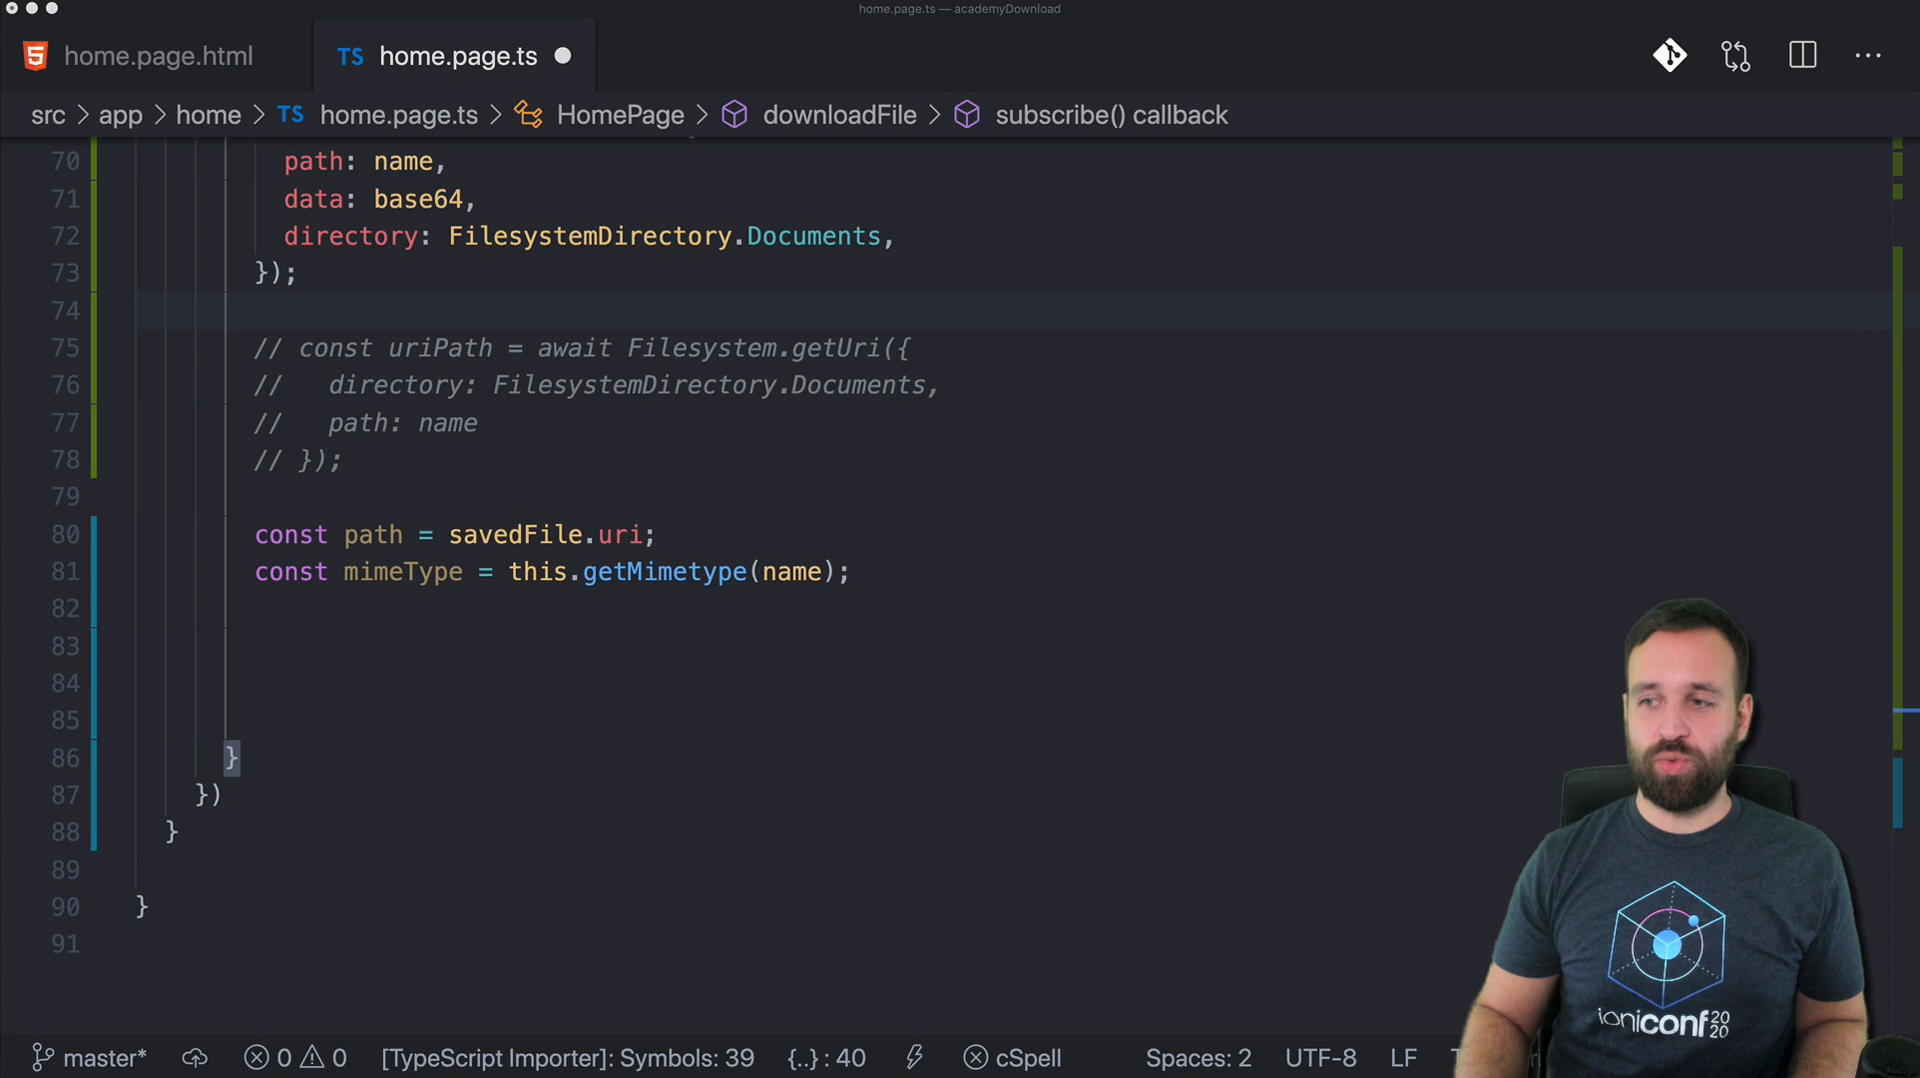 home.page.ts — academyDownload
home.page.html
TS home.page.ts
src > app > home > TS home.page.ts > HomePage > downloadFile > subscribe() callback
70 path: name,
71 data: base64,
72 directory: FilesystemDirectory.Documents,
73 });
74
75 // const uriPath = await Filesystem.getUri({
76 //   directory: FilesystemDirectory.Documents,
77 //   path: name
78 // });
79
80 const path = savedFile.uri;
81 const mimeType = this.getMimetype(name);
82
83
84
85
86 }
87 })
88 }
89
90 }
91
ioniconf 2020
master* 0 0 [TypeScript Importer]: Symbols: 39 {..} : 40 cSpell Spaces: 2 UTF-8 LF